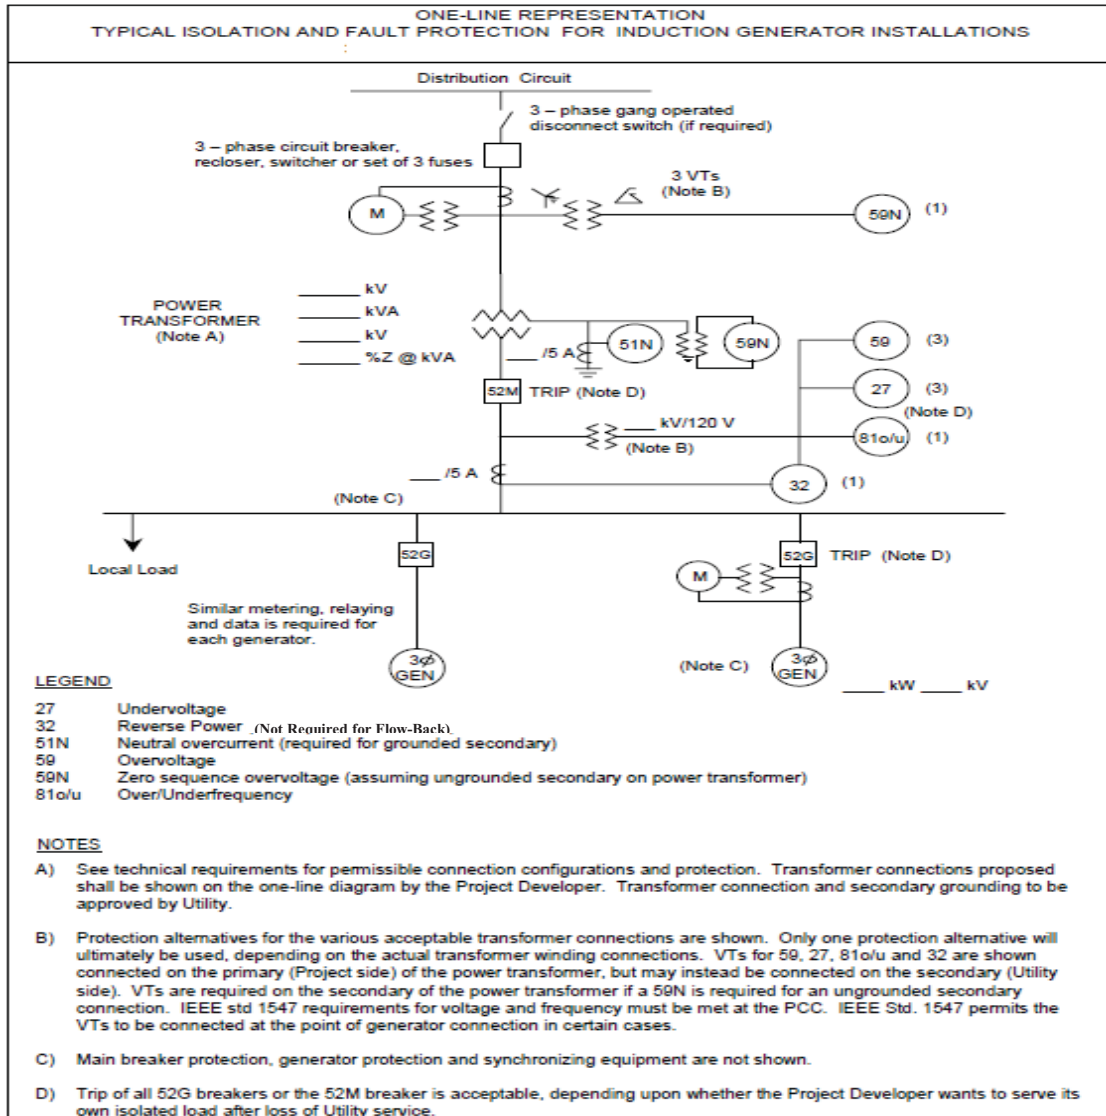 ONE-LINE REPRESENTATION
TYPICAL ISOLATION AND FAULT PROTECTION FOR INDUCTION GENERATOR INSTALLATIONS
:
Distribution Circuit
3 – phase gang operated
disconnect switch (if required)
3 – phase circuit breaker,
recloser, switcher or set of 3 fuses
3 VTs
(Note B)
M
59N
(1)
POWER
TRANSFORMER
(Note A)
____ kV
____ kVA
____ kV
____ %Z @ kVA
___ /5 A
51N
59N
59
(3)
27
(3)
(Note D)
81o/u
(1)
52M
TRIP (Note D)
___ kV/120 V
(Note B)
___ /5 A
32
(1)
(Note C)
Local Load
52G
52G
TRIP (Note D)
M
Similar metering, relaying
and data is required for
each generator.
3ϕ
GEN
(Note C)
3ϕ
GEN
____ kW ____ kV
LEGEND
27 Undervoltage
32 Reverse Power (Not Required for Flow-Back)
51N Neutral overcurrent (required for grounded secondary)
59 Overvoltage
59N Zero sequence overvoltage (assuming ungrounded secondary on power transformer)
81o/u Over/Underfrequency
NOTES
A) See technical requirements for permissible connection configurations and protection. Transformer connections proposed
shall be shown on the one-line diagram by the Project Developer. Transformer connection and secondary grounding to be
approved by Utility.
B) Protection alternatives for the various acceptable transformer connections are shown. Only one protection alternative will
ultimately be used, depending on the actual transformer winding connections. VTs for 59, 27, 81o/u and 32 are shown
connected on the primary (Project side) of the power transformer, but may instead be connected on the secondary (Utility
side). VTs are required on the secondary of the power transformer if a 59N is required for an ungrounded secondary
connection. IEEE std 1547 requirements for voltage and frequency must be met at the PCC. IEEE Std. 1547 permits the
VTs to be connected at the point of generator connection in certain cases.
C) Main breaker protection, generator protection and synchronizing equipment are not shown.
D) Trip of all 52G breakers or the 52M breaker is acceptable, depending upon whether the Project Developer wants to serve its
own isolated load after loss of Utility service.